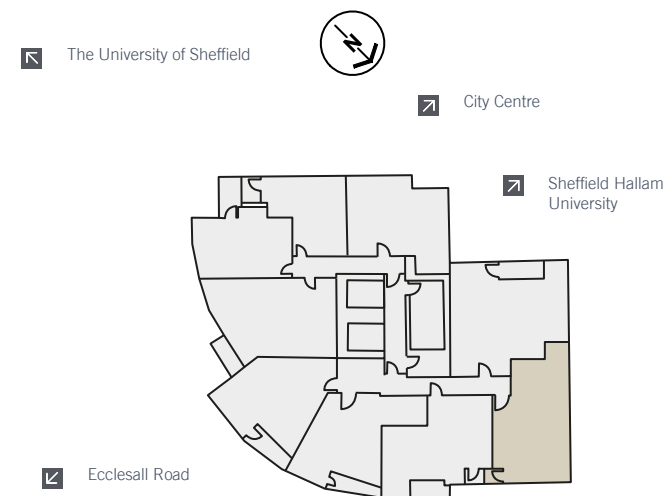 The University of Sheffield
N
City Centre
Sheffield Hallam
University
Ecclesall Road